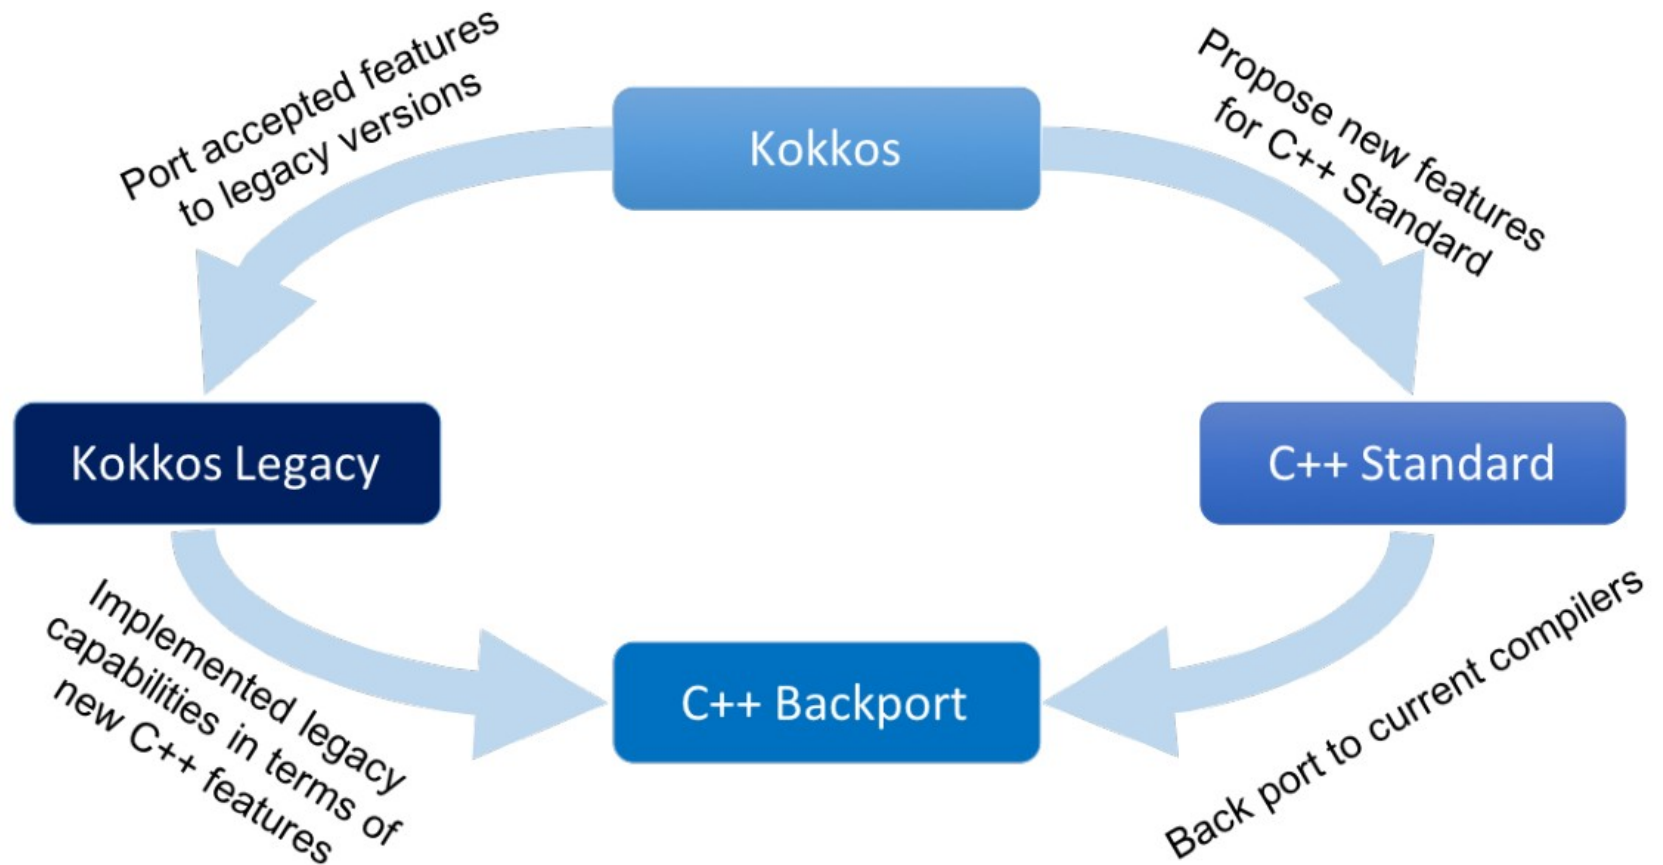 Port accepted features
to legacy versions
Kokkos
Propose new features
for C++ Standard
Kokkos Legacy
C++ Standard
Implemented legacy
capabilities in terms of
new C++ features
C++ Backport
Back port to current compilers